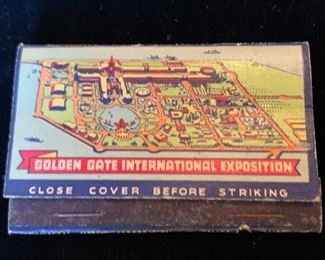 GOLDEN GATE INTERNATIONAL EXPOSITION
CLOSE COVER BEFORE STRIKING